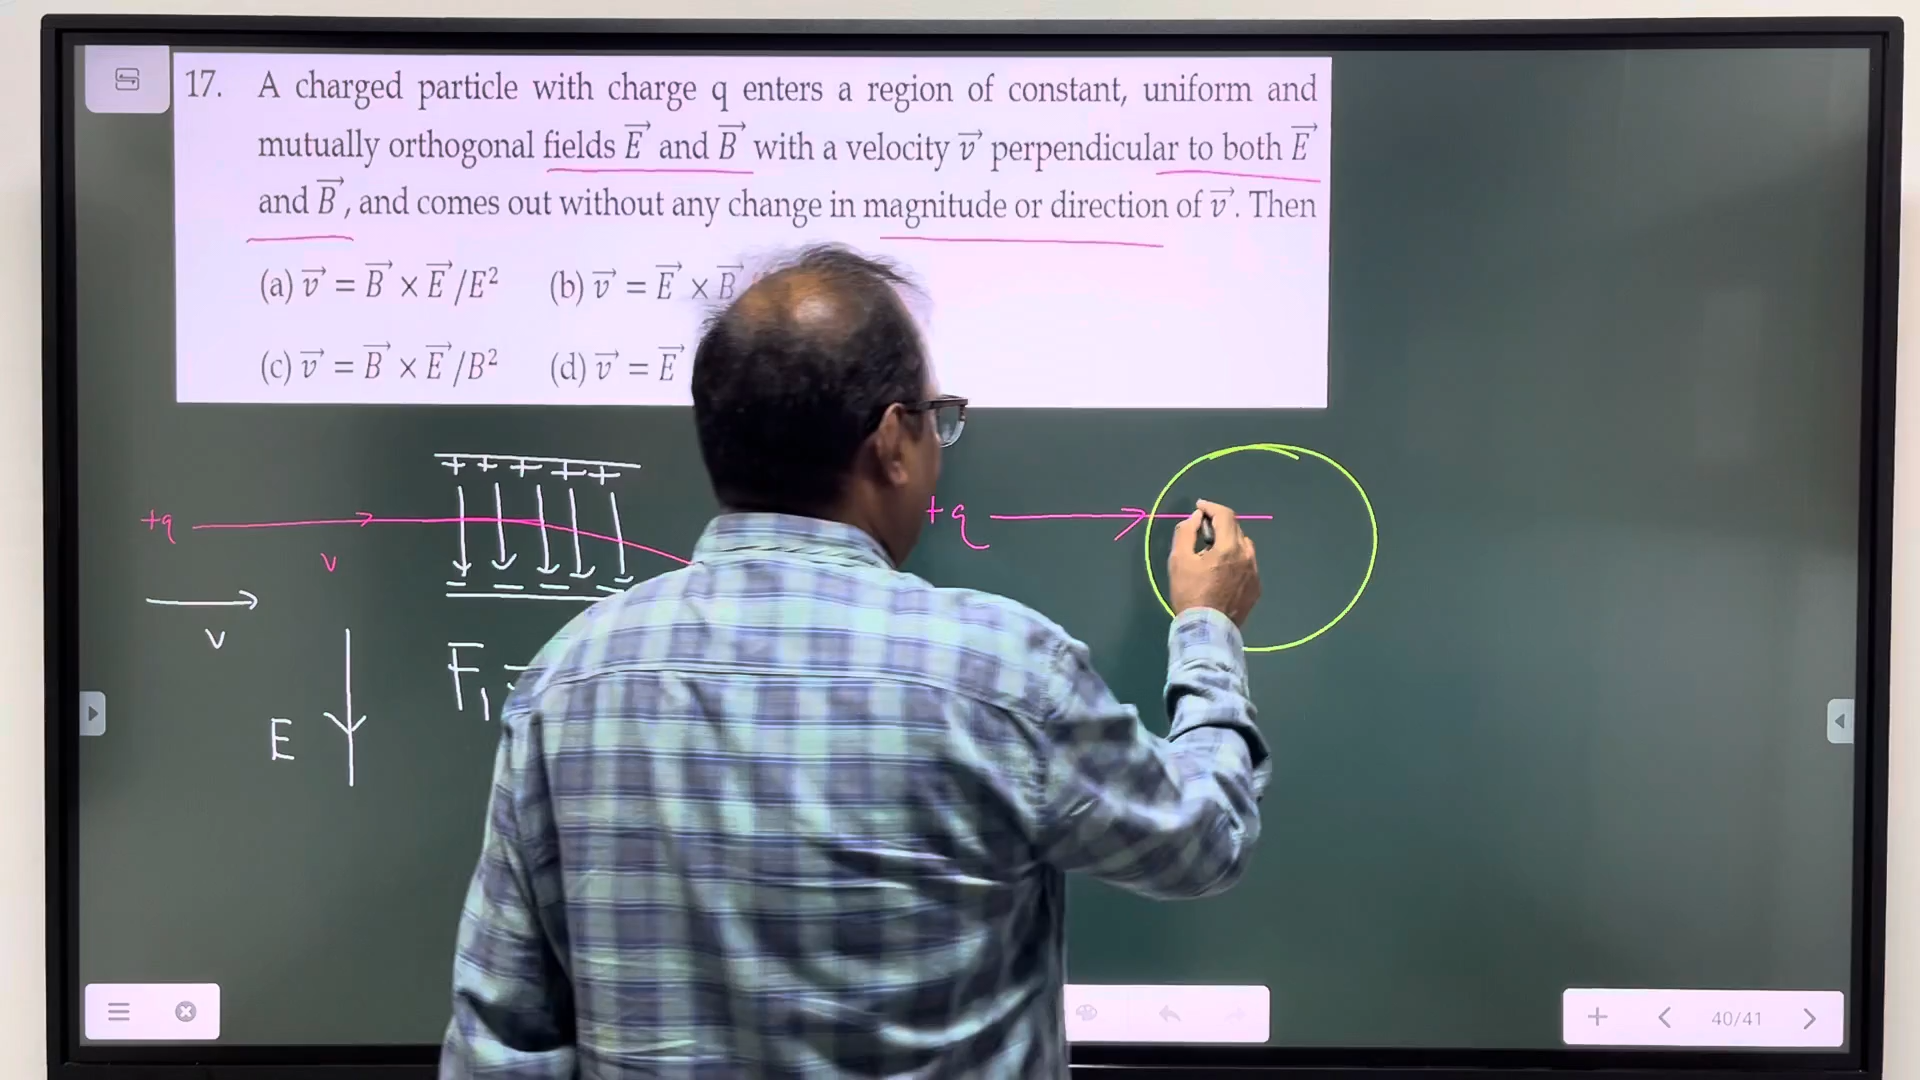 17. A charged particle with charge q enters a region of constant, uniform and
mutually orthogonal fields E⃗ and B⃗ with a velocity v⃗ perpendicular to both E⃗
and B⃗, and comes out without any change in magnitude or direction of v⃗. Then
(a) v⃗ = B⃗ × E⃗/E² (b) v⃗ = E⃗ × B⃗
(c) v⃗ = B⃗ × E⃗/B² (d) v⃗ = E⃗
+ + + + +
+q
v
+q
v
E
F₁
40/41